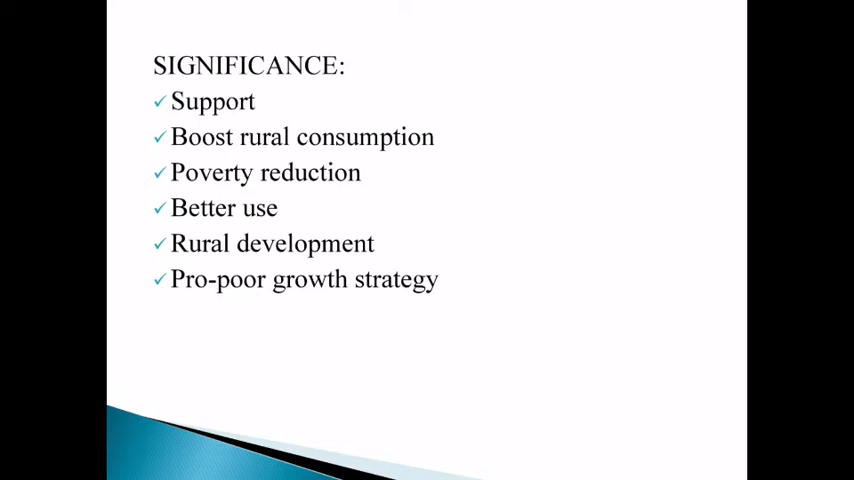 SIGNIFICANCE:
✓Support
✓Boost rural consumption
✓Poverty reduction
✓Better use
✓Rural development
✓Pro-poor growth strategy